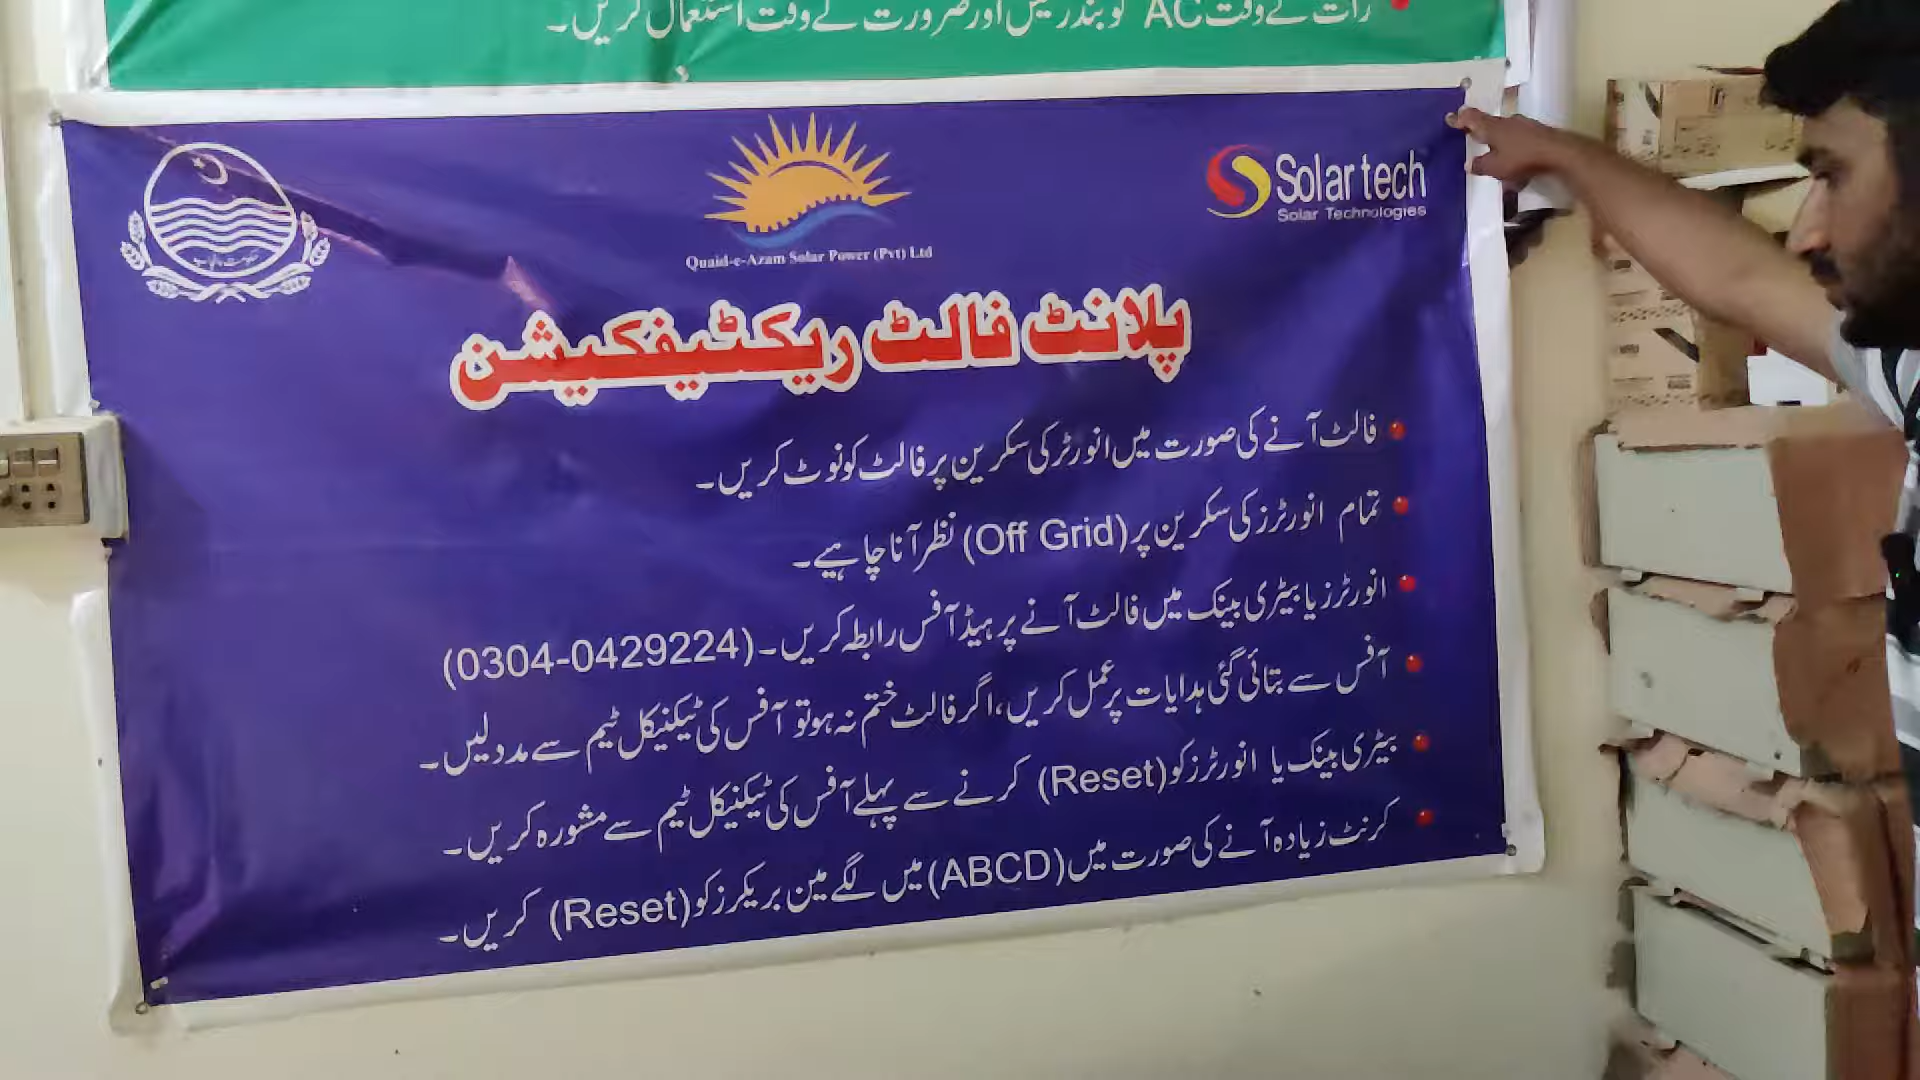 رات کے وقت AC کو بند رکھیں اور ضرورت کے وقت استعمال کریں۔
Solartech
Solar Technologies
Quaid-e-Azam Solar Power (Pvt) Ltd
پلانٹ فالٹ ریکٹیفکیشن
فالٹ آنے کی صورت میں انورٹر کی سکرین پر فالٹ کو نوٹ کریں۔
تمام انورٹرز کی سکرین پر (Off Grid) نظر آنا چاہیے۔
انورٹرز یا بیٹری بینک میں فالٹ آنے پر ہیڈ آفس رابطہ کریں۔ (0304-0429224)
آفس سے بتائی گئی ہدایات پر عمل کریں، اگر فالٹ ختم نہ ہو تو آفس کی ٹیکنیکل ٹیم سے مدد لیں۔
بیٹری بینک یا انورٹرز کو (Reset) کرنے سے پہلے آفس کی ٹیکنیکل ٹیم سے مشورہ کریں۔
کرنٹ زیادہ آنے کی صورت میں (ABCD) میں لگے مین بریکرز کو (Reset) کریں۔